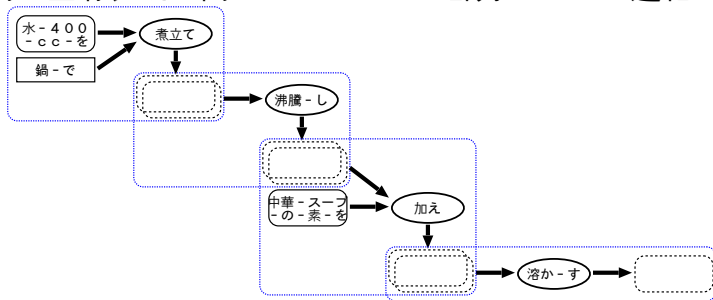 水-400
-cc-を
煮立て
鍋-で
沸騰-し
中華-スープ
-の-素-を
加え
溶か-す